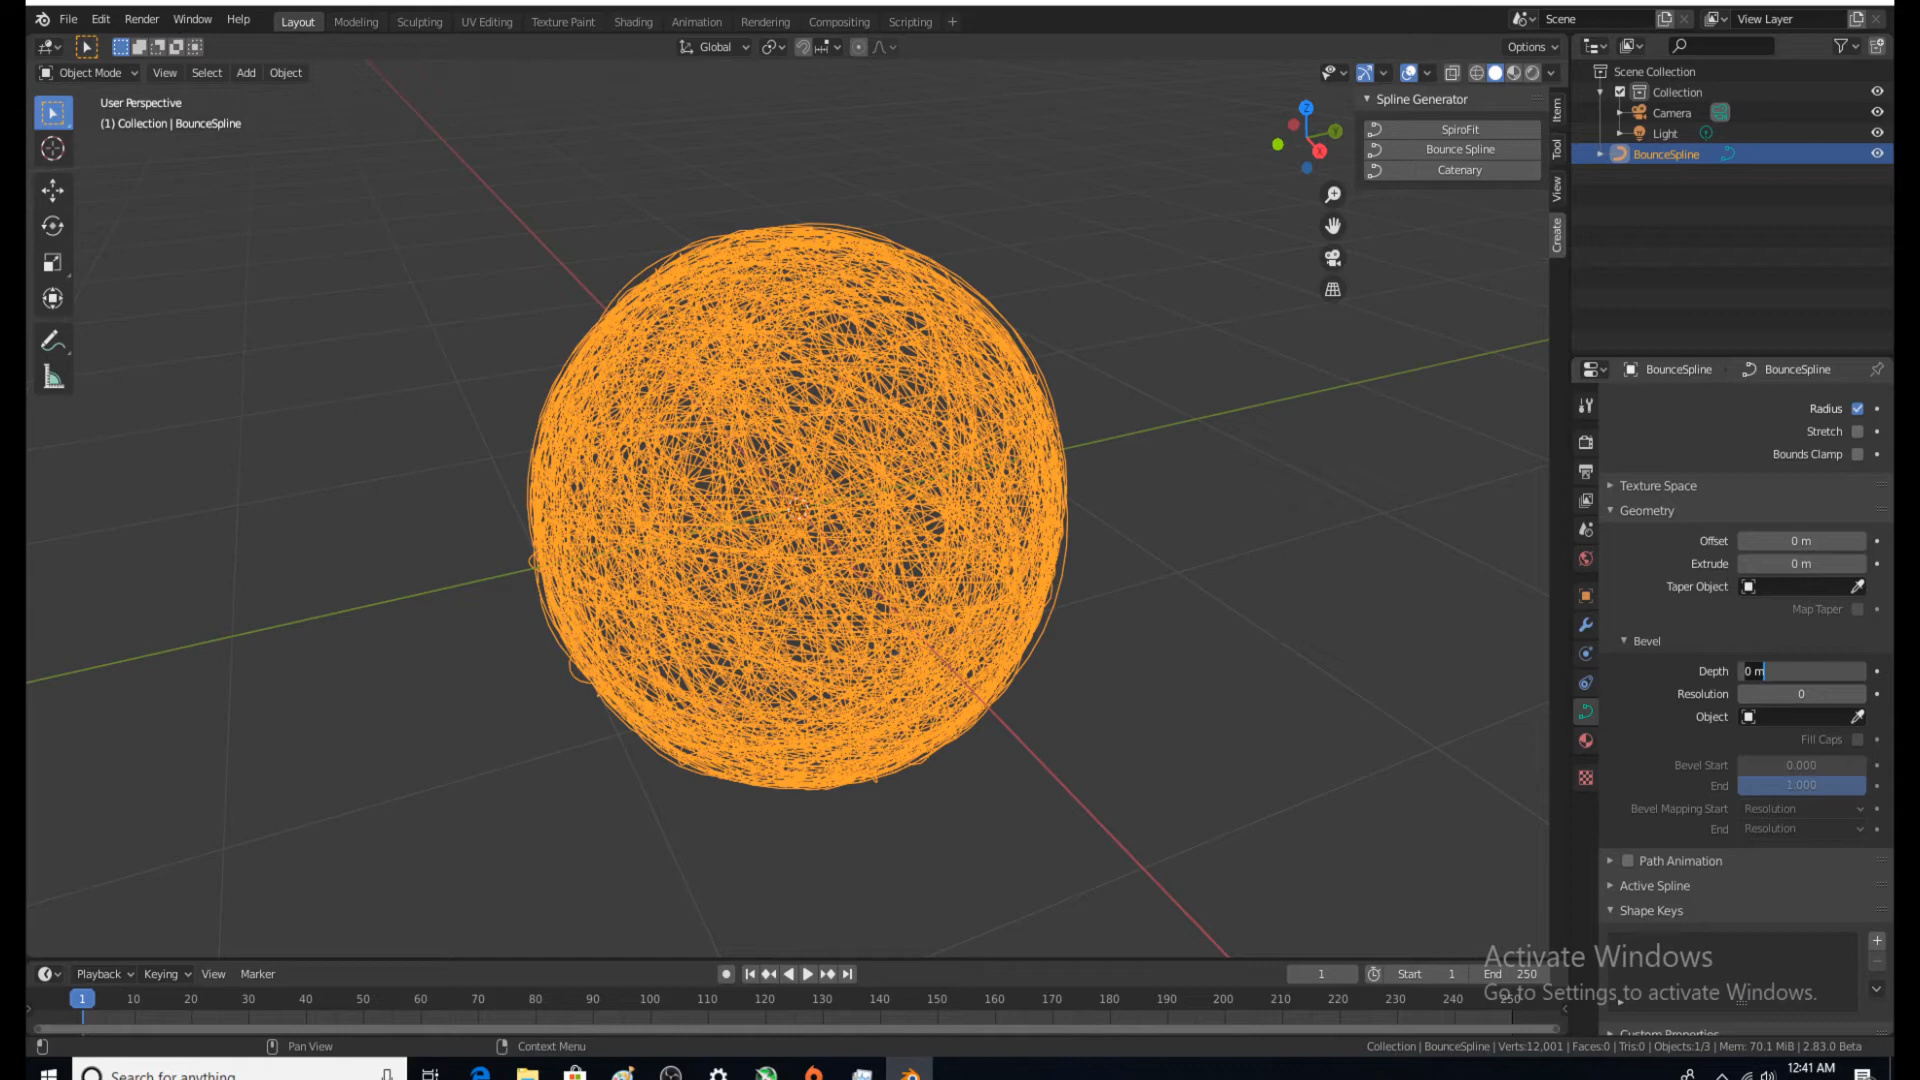 File Edit Render Window Help
Layout Modeling Sculpting UV Editing Texture Paint Shading Animation Rendering Compositing Scripting +
Scene
View Layer
Global
Options
Object Mode View Select Add Object
User Perspective
(1) Collection | BounceSpline
Z
Y
X
Spline Generator
SpiroFit
Bounce Spline
Catenary
Item
Tool
View
Create
Scene Collection
Collection
Camera
Light
BounceSpline
BounceSpline BounceSpline
Radius
Stretch
Bounds Clamp
Texture Space
Geometry
Offset 0 m
Extrude 0 m
Taper Object
Map Taper
Bevel
Depth 0 m
Resolution 0
Object
Fill Caps
Bevel Start 0.000
End 1.000
Bevel Mapping Start Resolution
End Resolution
Path Animation
Active Spline
Shape Keys
Custom Properties
Activate Windows
Go to Settings to activate Windows.
Playback Keying View Marker
1 Start 1 End 250
1 10 20 30 40 50 60 70 80 90 100 110 120 130 140 150 160 170 180 190 200 210 220 230 240 250
Pan View Context Menu
Collection | BounceSpline | Verts:12,001 | Faces:0 | Tris:0 | Objects:1/3 | Mem: 70.1 MiB | 2.83.0 Beta
Search for anything
12:41 AM